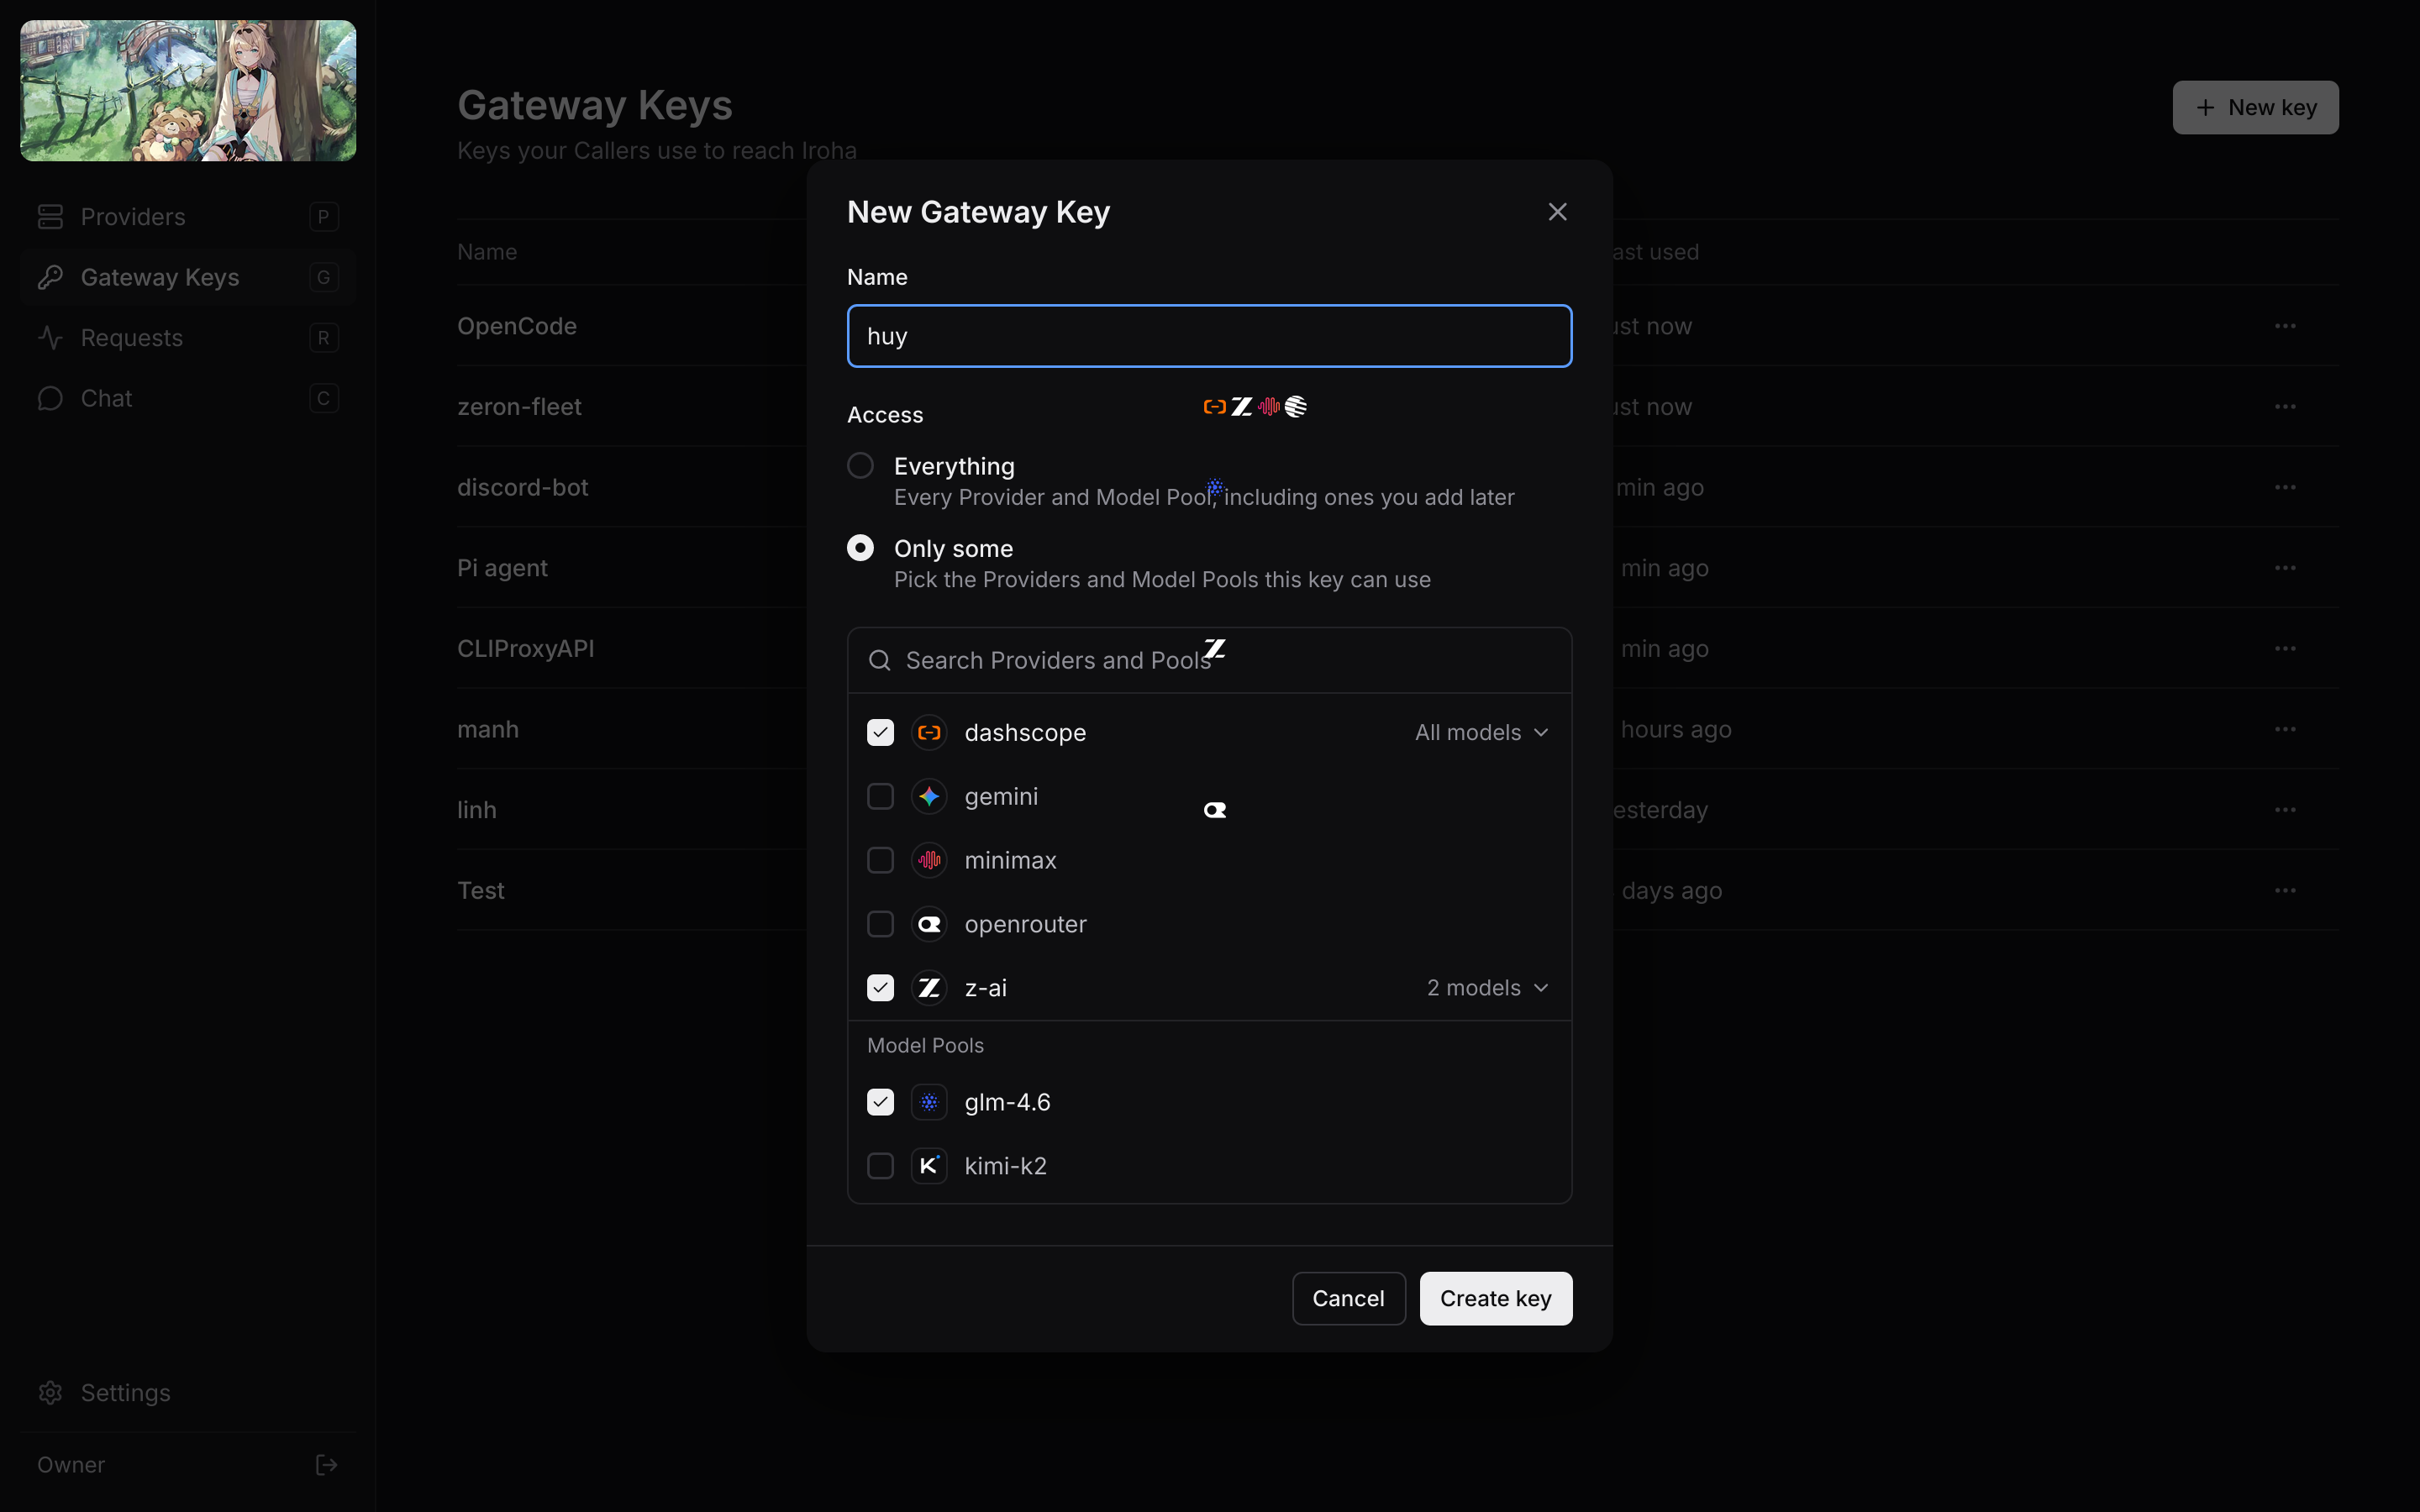 Providers P
Gateway Keys G
Requests R
Chat C
Settings
Owner
Gateway Keys
Keys your Callers use to reach Iroha
New key
Name
ast used
OpenCode
ust now
zeron-fleet
ust now
discord-bot
min ago
Pi agent
min ago
CLIProxyAPI
min ago
manh
hours ago
linh
esterday
Test
days ago
New Gateway Key
Name
huy
Access
Everything
Every Provider and Model Pool, including ones you add later
Only some
Pick the Providers and Model Pools this key can use
Search Providers and Pools
dashscope All models
gemini
minimax
openrouter
z-ai 2 models
Model Pools
glm-4.6
kimi-k2
Cancel
Create key